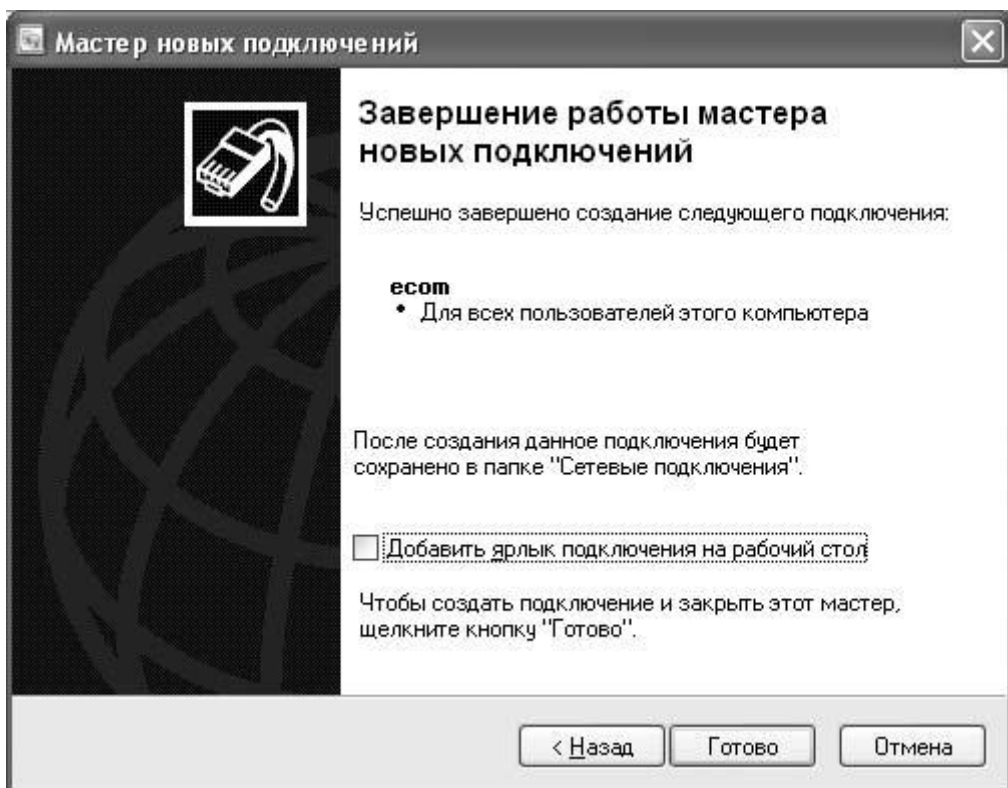 Мастер новых подключений
Завершение работы мастера
новых подключений
Успешно завершено создание следующего подключения:
ecom
• Для всех пользователей этого компьютера
После создания данное подключения будет
сохранено в папке "Сетевые подключения".
Добавить ярлык подключения на рабочий стол
Чтобы создать подключение и закрыть этот мастер,
щелкните кнопку "Готово".
< Назад Готово Отмена